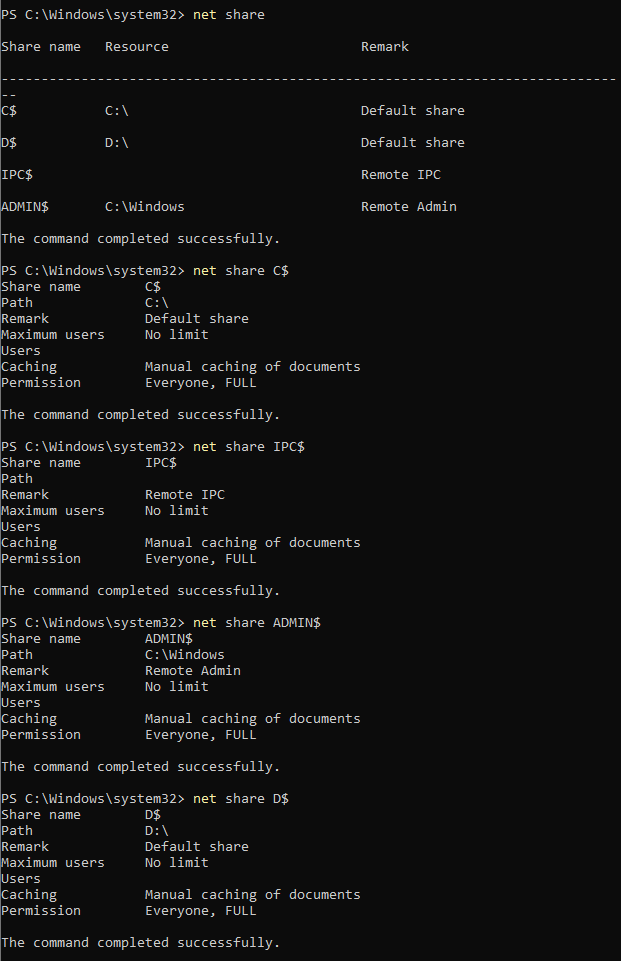 PS C:\Windows\system32> net share
Share name   Resource                        Remark
-----------------------------------------------------------------------------
--
C$           C:\                             Default share
D$           D:\                             Default share
IPC$                                         Remote IPC
ADMIN$       C:\Windows                      Remote Admin
The command completed successfully.
PS C:\Windows\system32> net share C$
Share name        C$
Path              C:\
Remark            Default share
Maximum users     No limit
Users
Caching           Manual caching of documents
Permission        Everyone, FULL
The command completed successfully.
PS C:\Windows\system32> net share IPC$
Share name        IPC$
Path
Remark            Remote IPC
Maximum users     No limit
Users
Caching           Manual caching of documents
Permission        Everyone, FULL
The command completed successfully.
PS C:\Windows\system32> net share ADMIN$
Share name        ADMIN$
Path              C:\Windows
Remark            Remote Admin
Maximum users     No limit
Users
Caching           Manual caching of documents
Permission        Everyone, FULL
The command completed successfully.
PS C:\Windows\system32> net share D$
Share name        D$
Path              D:\
Remark            Default share
Maximum users     No limit
Users
Caching           Manual caching of documents
Permission        Everyone, FULL
The command completed successfully.